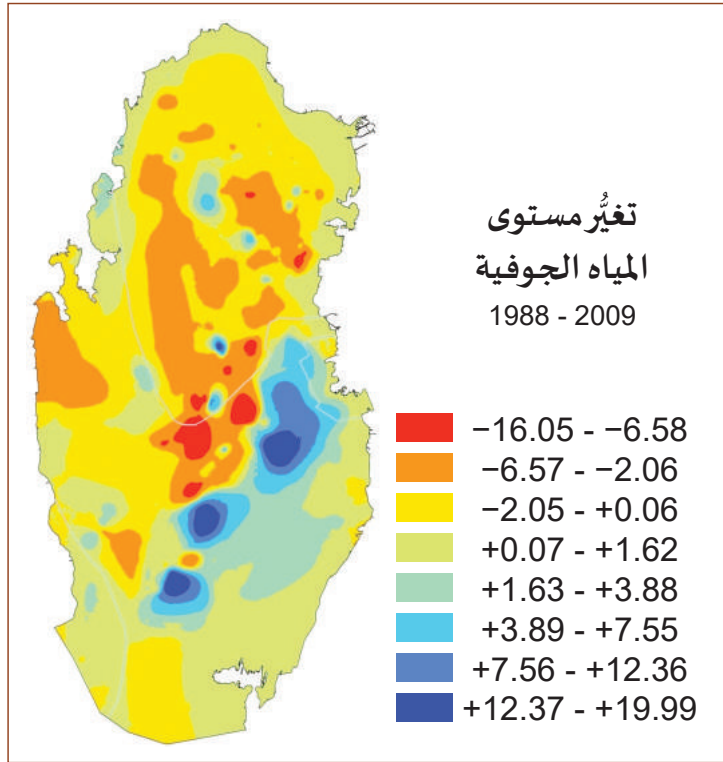 تغيُّر مستوى
المياه الجوفية
1988 - 2009
−16.05 - −6.58
−6.57 - −2.06
−2.05 - +0.06
+0.07 - +1.62
+1.63 - +3.88
+3.89 - +7.55
+7.56 - +12.36
+12.37 - +19.99